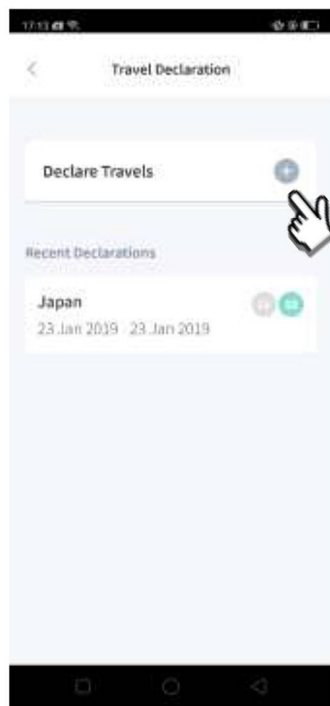 17:13
Travel Declaration
Declare Travels
Recent Declarations
Japan
23 Jan 2019 - 23 Jan 2019